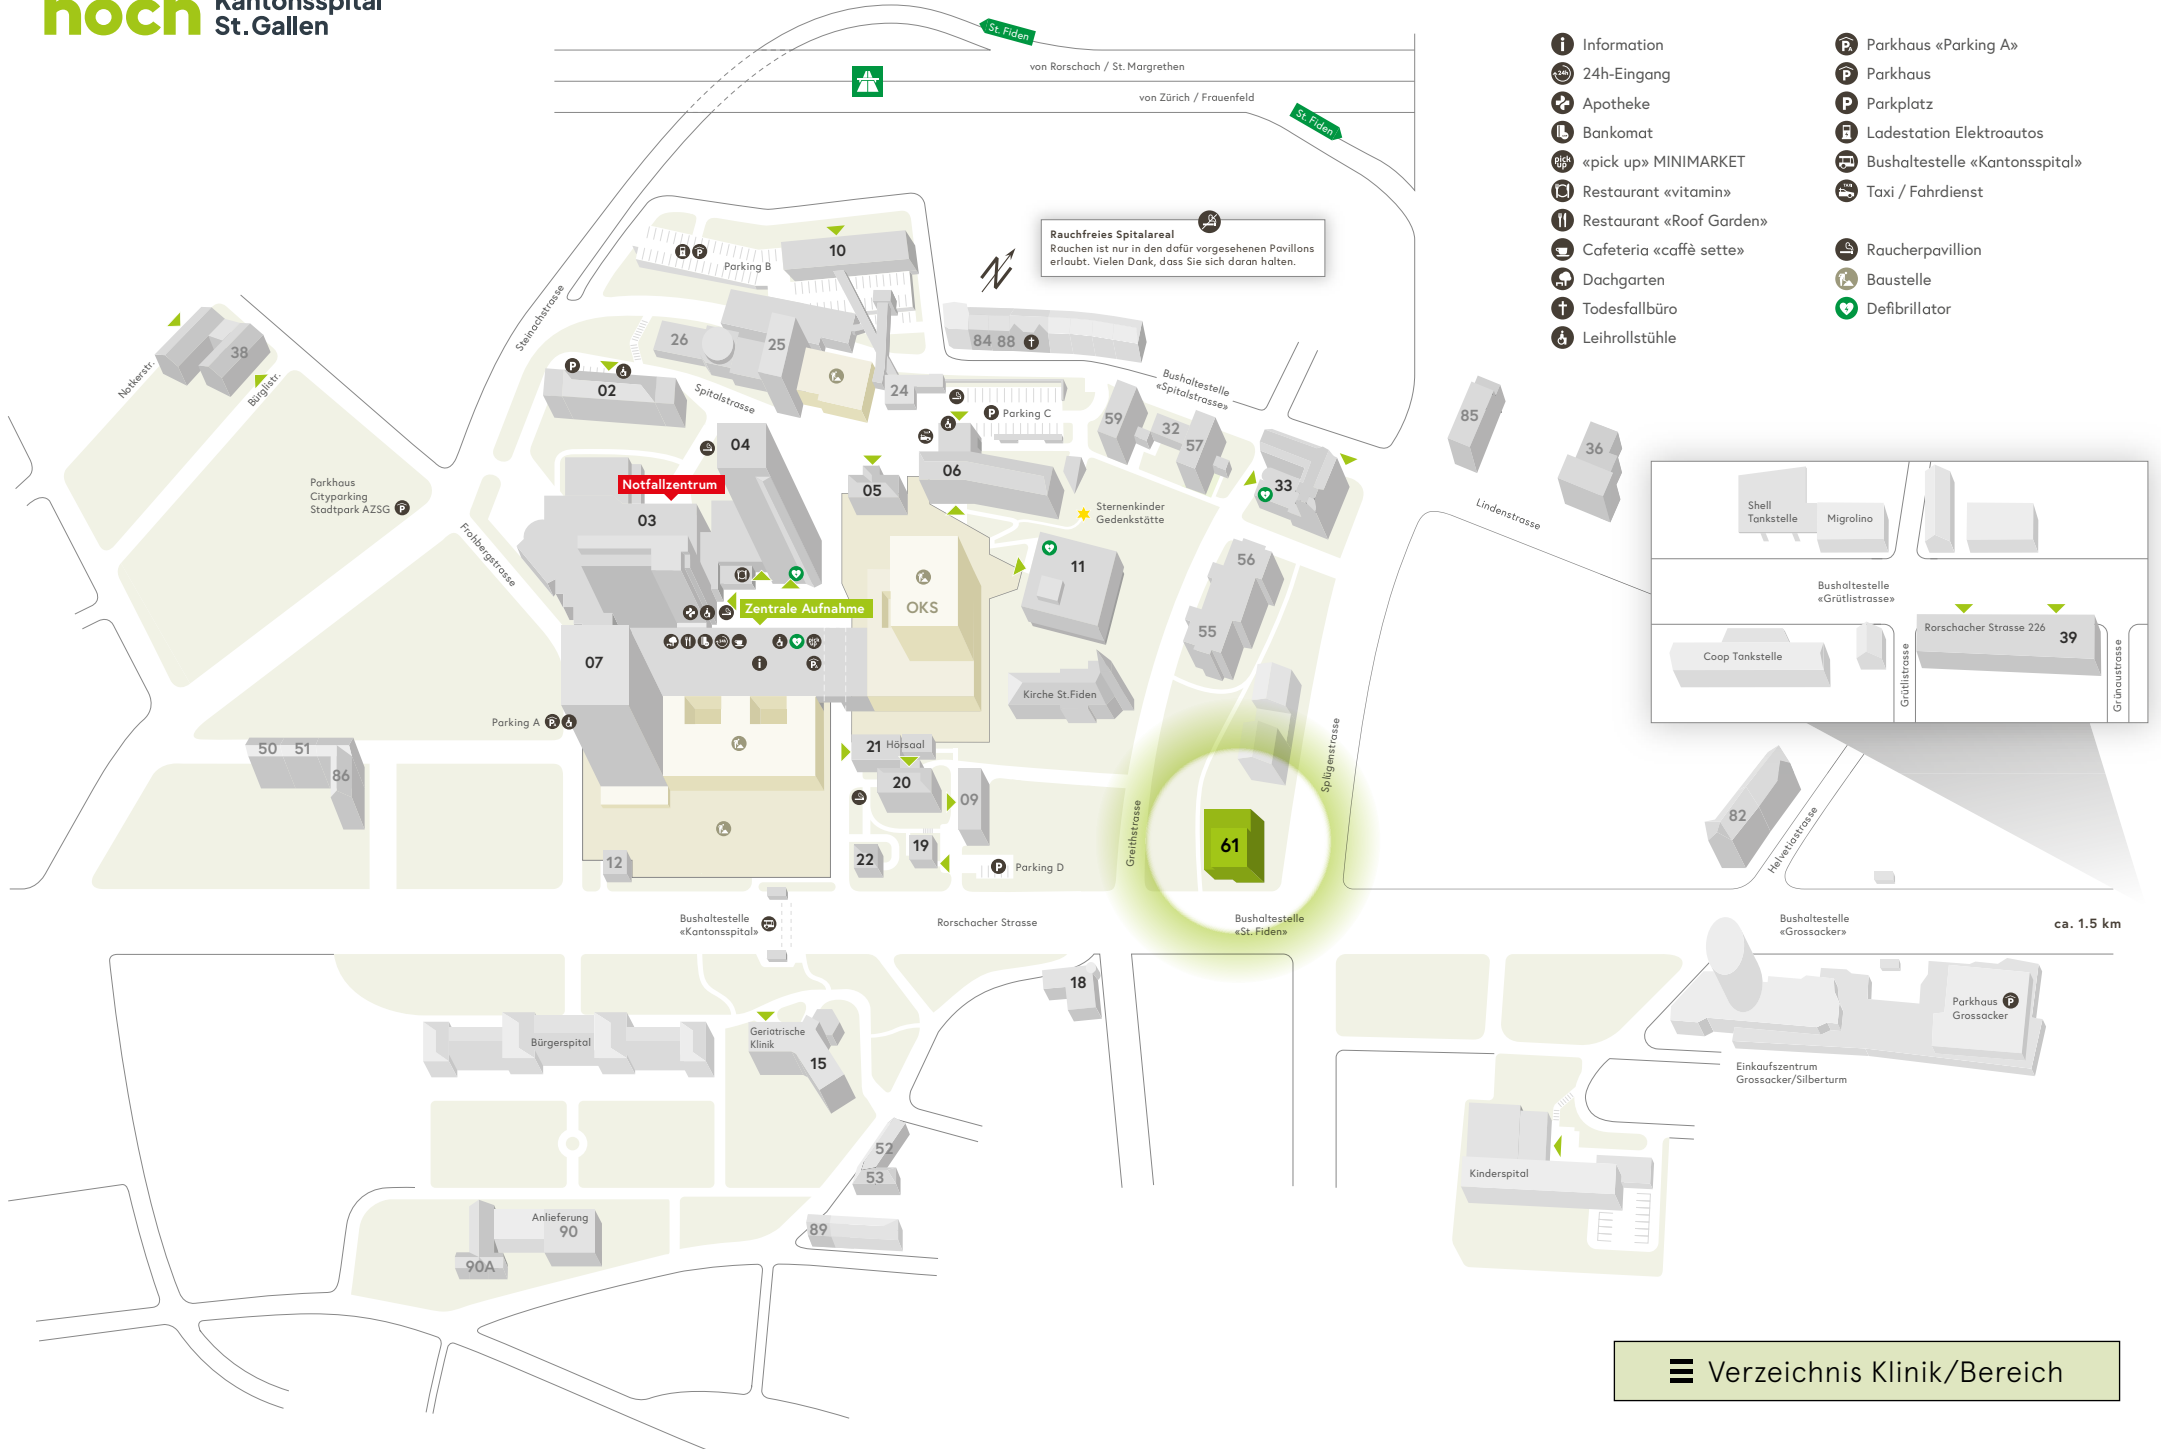 noch Kantonsspital
St.Gallen
St. Fiden
von Rorschach / St. Margrethen
von Zürich / Frauenfeld
St. Fiden
Information
24h-Eingang
Apotheke
Bankomat
«pick up» MINIMARKET
Restaurant «vitamin»
Restaurant «Roof Garden»
Cafeteria «caffè sette»
Dachgarten
Todesfallbüro
Leihrollstühle
Parkhaus «Parking A»
Parkhaus
Parkplatz
Ladestation Elektroautos
Bushaltestelle «Kantonsspital»
Taxi / Fahrdienst
Raucherpavillion
Baustelle
Defibrillator
Rauchfreies Spitalareal
Rauchen ist nur in den dafür vorgesehenen Pavillons
erlaubt. Vielen Dank, dass Sie sich daran halten.
N
Parking B
10
Steinachstrasse
26
25
84 88
38
Notkerstr.
Bürglistr.
02
Spitalstrasse
24
Bushaltestelle
«Spitalstrasse»
Parking C
59
32
57
85
36
04
06
05
33
Notfallzentrum
03
Parkhaus
Cityparking
Stadtpark AZSG
Frohbergstrasse
Sternenkinder
Gedenkstätte
Lindenstrasse
11
56
55
OKS
Zentrale Aufnahme
07
Kirche St.Fiden
Parking A
Shell
Tankstelle
Migrolino
Bushaltestelle
«Grütlistrasse»
Rorschacher Strasse 226
39
Coop Tankstelle
Grütlistrasse
Grünaustrasse
50 51
86
21 Hörsaal
20
09
22
19
12
Parking D
Greithstrasse
Splügenstrasse
61
82
Helvetiastrasse
Bushaltestelle
«Kantonsspital»
Rorschacher Strasse
Bushaltestelle
«St. Fiden»
Bushaltestelle
«Grossacker»
ca. 1.5 km
18
Bürgerspital
Geriatrische
Klinik
15
Parkhaus
Grossacker
Einkaufszentrum
Grossacker/Silberturm
52
53
89
Anlieferung
90
90A
Kinderspital
Verzeichnis Klinik/Bereich